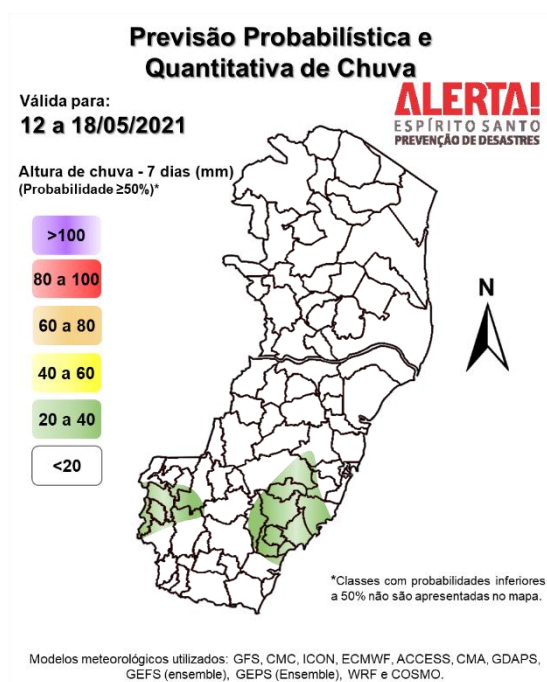 Previsão Probabilística e
Quantitativa de Chuva
Válida para:
12 a 18/05/2021
ALERTA!
ESPÍRITO SANTO
PREVENÇÃO DE DESASTRES
Altura de chuva - 7 dias (mm)
(Probabilidade ≥50%)*
>100
80 a 100
60 a 80
40 a 60
20 a 40
<20
N
*Classes com probabilidades inferiores
a 50% não são apresentadas no mapa.
Modelos meteorológicos utilizados: GFS, CMC, ICON, ECMWF, ACCESS, CMA, GDAPS,
GEFS (ensemble), GEPS (Ensemble), WRF e COSMO.